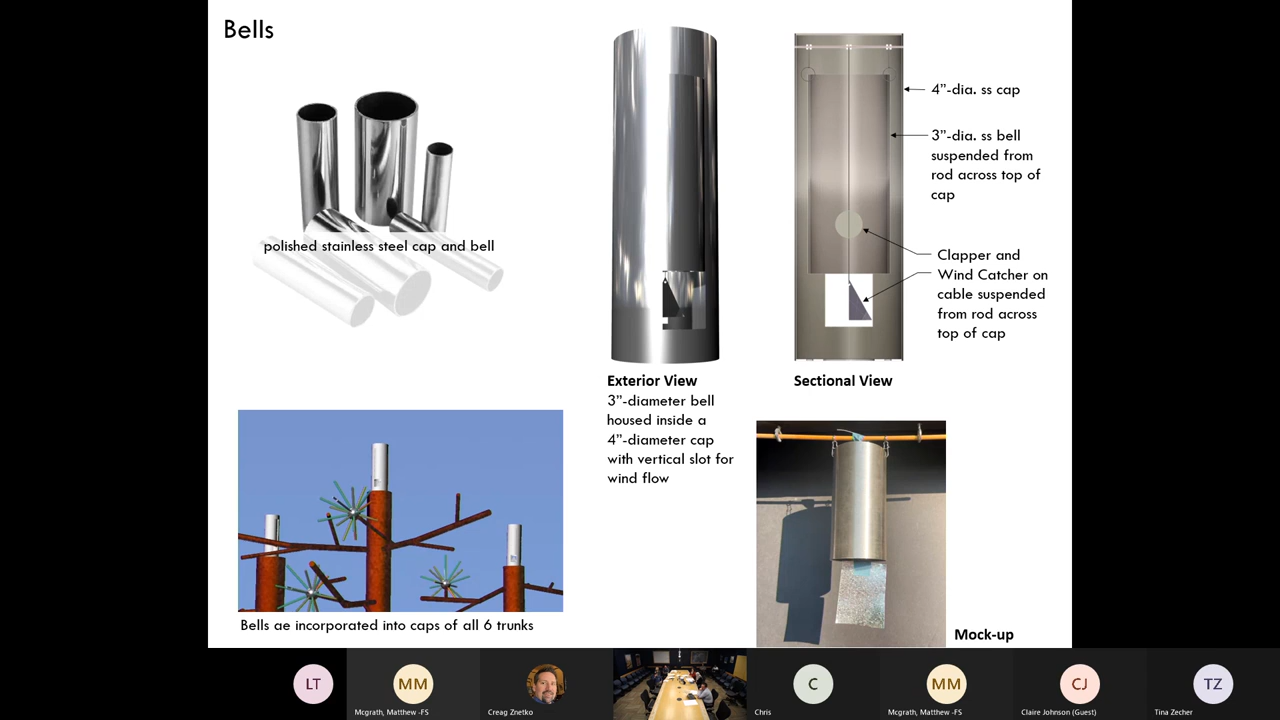 Bells
polished stainless steel cap and bell
4”-dia. ss cap
3”-dia. ss bell
suspended from
rod across top of
cap
Clapper and
Wind Catcher on
cable suspended
from rod across
top of cap
Exterior View
3”-diameter bell
housed inside a
4”-diameter cap
with vertical slot for
wind flow
Sectional View
Bells ae incorporated into caps of all 6 trunks
Mock-up
LT
MM
Mcgrath, Matthew -FS
Creag Znetko
C
Chris
MM
Mcgrath, Matthew -FS
CJ
Claire Johnson (Guest)
TZ
Tina Zecher